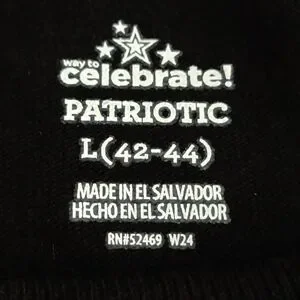 way to
celebrate!
PATRIOTIC
L(42-44)
MADE IN EL SALVADOR
HECHO EN EL SALVADOR
RN#52469 W24